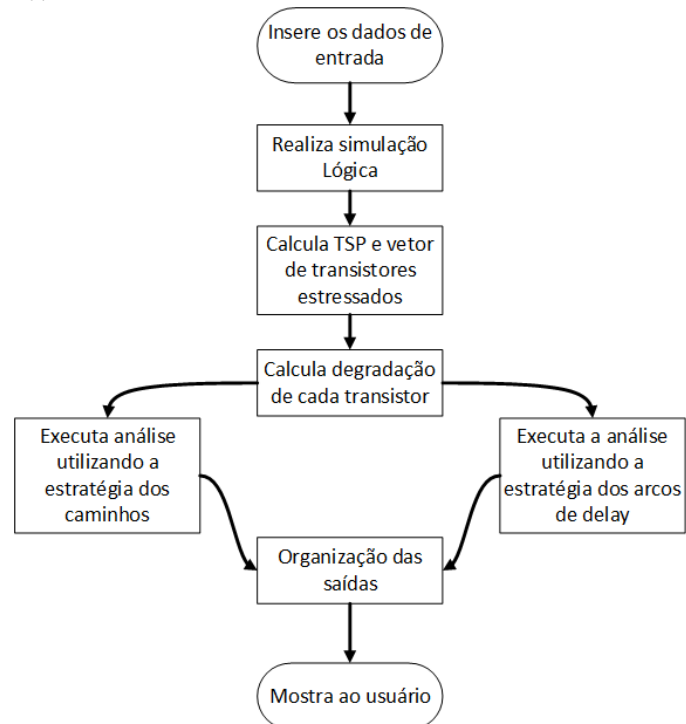 Insere os dados de
entrada
Realiza simulação
Lógica
Calcula TSP e vetor
de transistores
estressados
Calcula degradação
de cada transistor
Executa análise
utilizando a
estratégia dos
caminhos
Executa a análise
utilizando a
estratégia dos arcos
de delay
Organização das
saídas
Mostra ao usuário